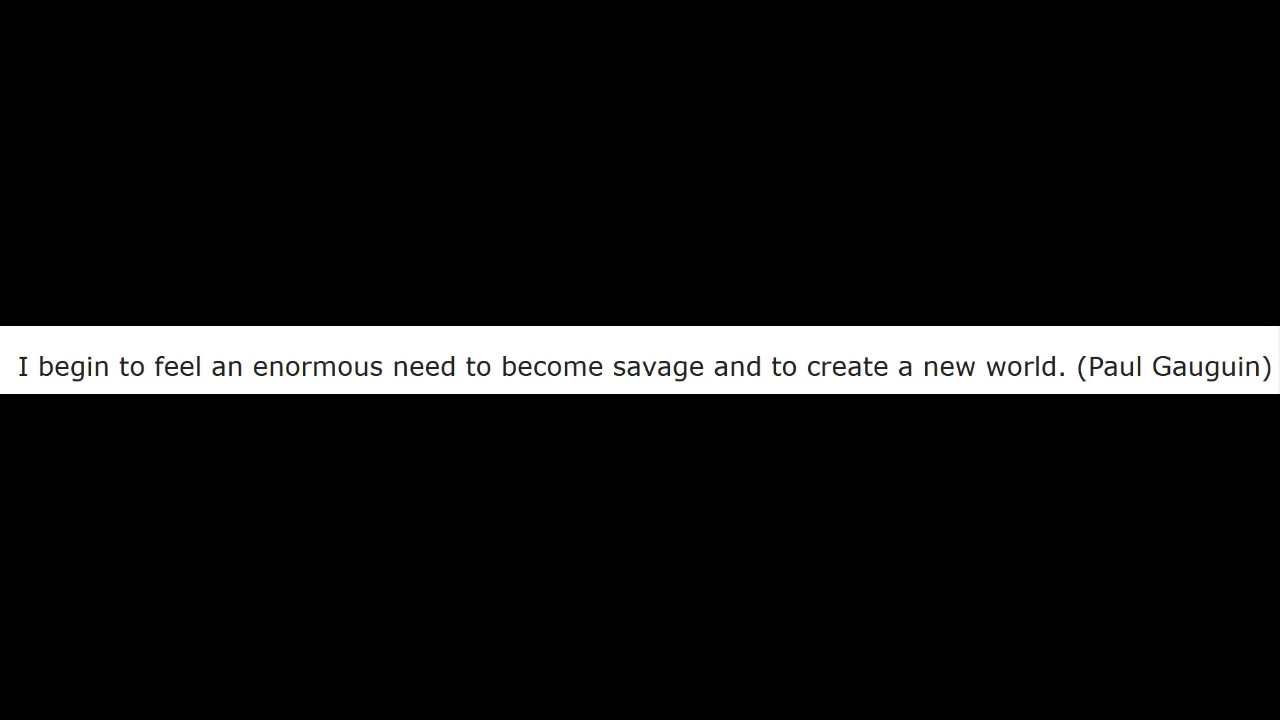 I begin to feel an enormous need to become savage and to create a new world. (Paul Gauguin)